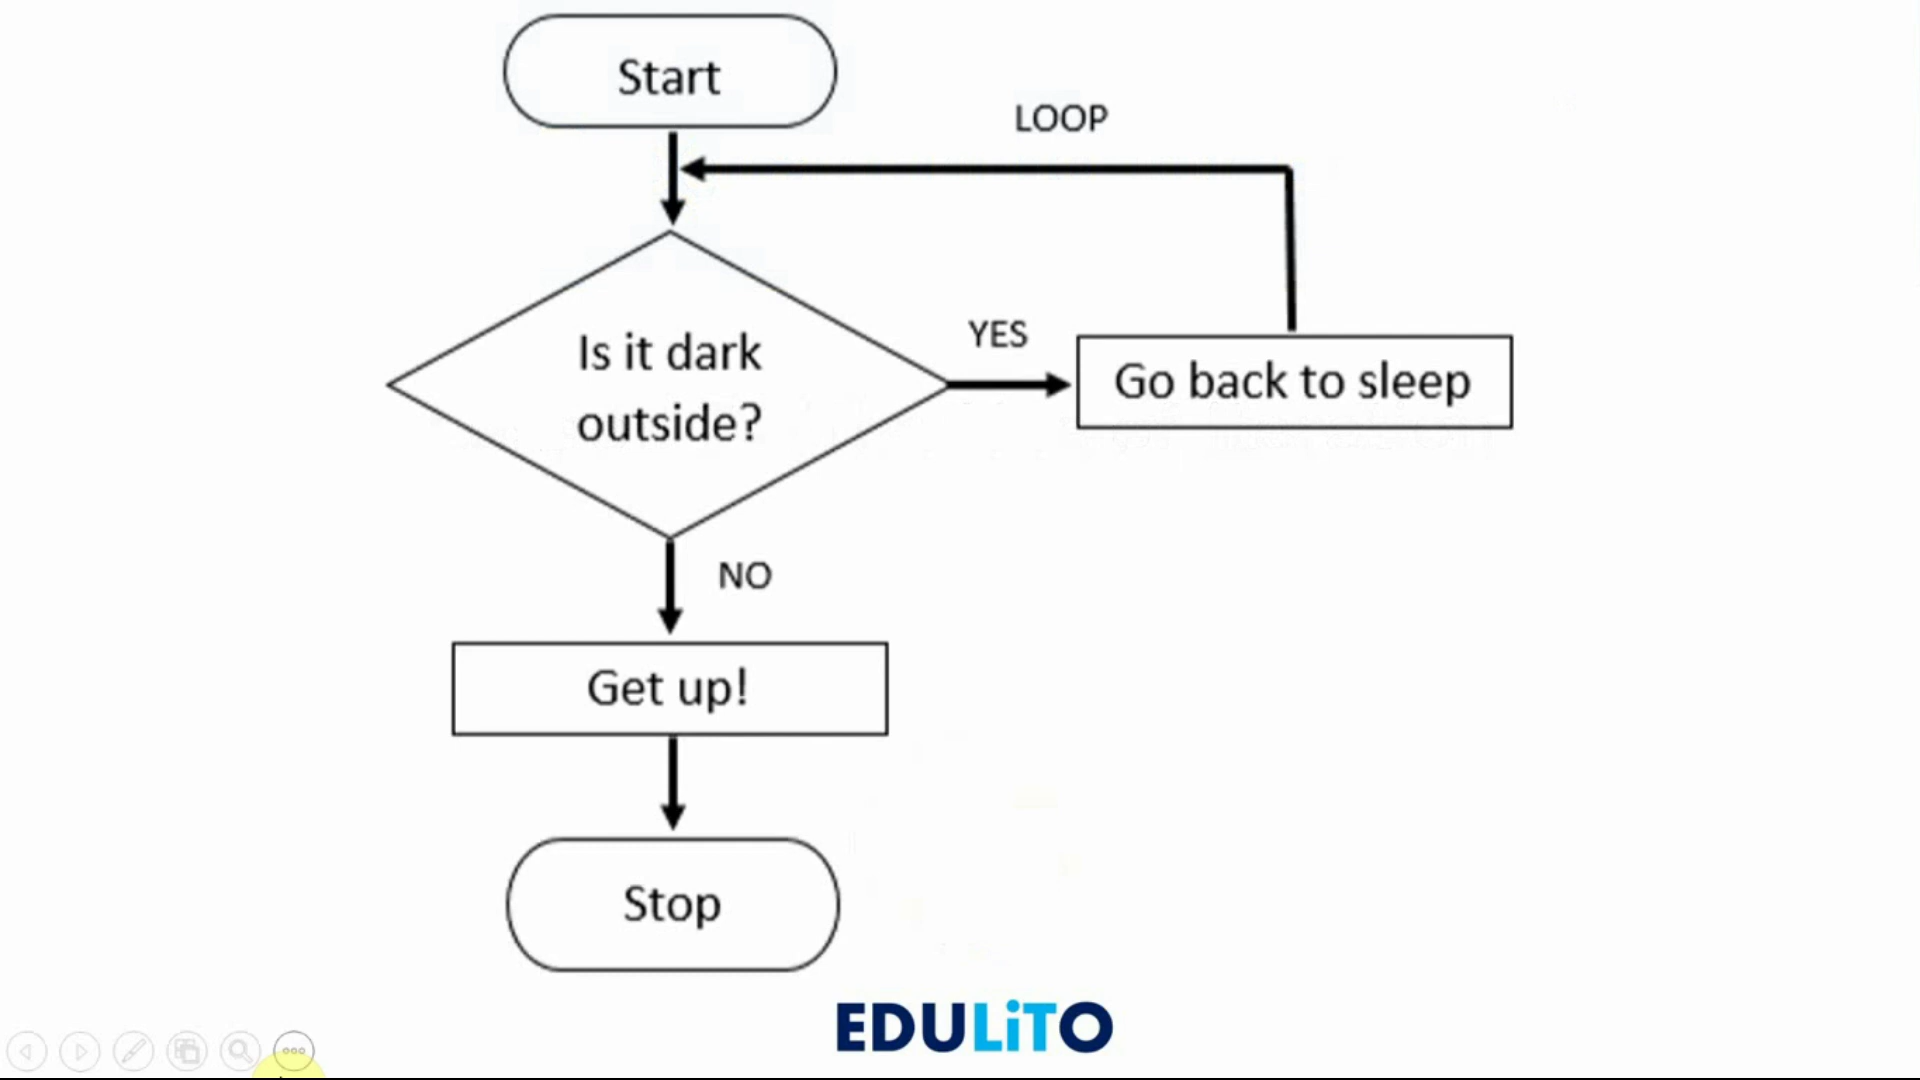 Start
LOOP
Is it dark
outside?
YES
Go back to sleep
NO
Get up!
Stop
EDULiTO